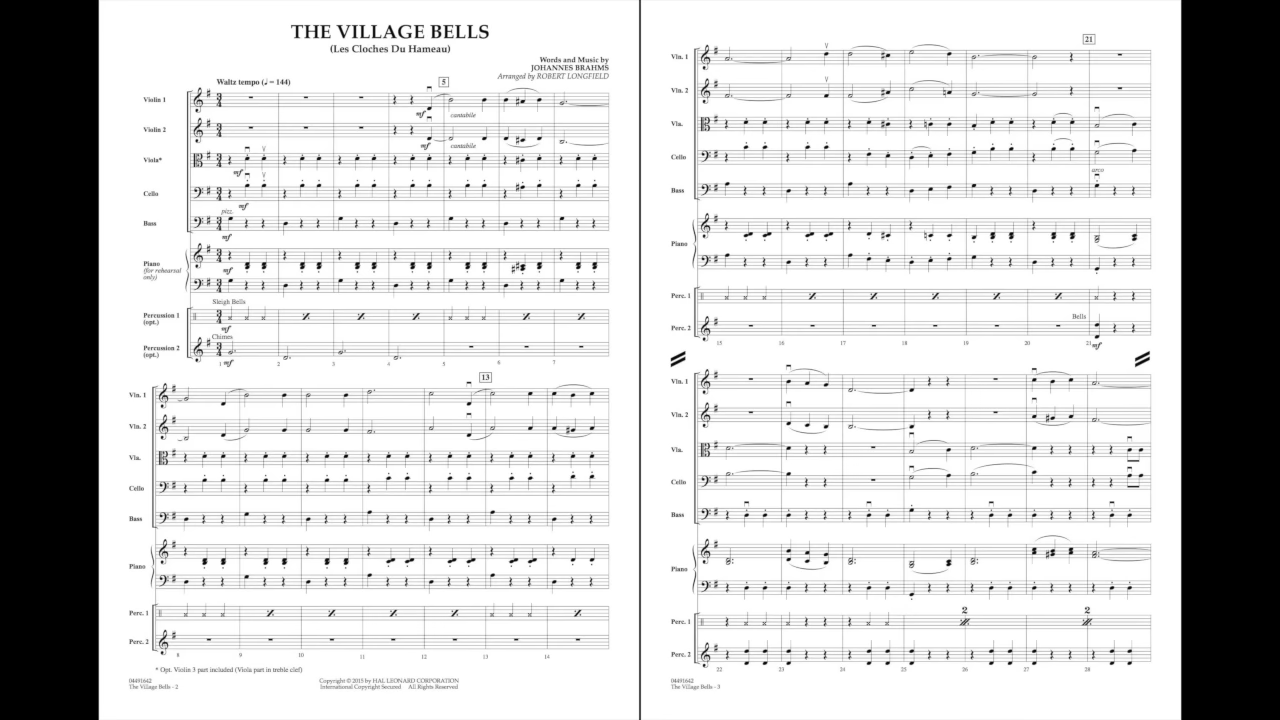 THE VILLAGE BELLS
(Les Cloches Du Hameau)
Words and Music by
JOHANNES BRAHMS
Arranged by ROBERT LONGFIELD
Waltz tempo (♩ = 144)
5
Violin 1
mf
cantabile
Violin 2
mf
cantabile
Viola*
mf
Cello
mf
pizz.
Bass
mf
Piano
(for rehearsal
only)
mf
Sleigh Bells
Percussion 1
(opt.)
mf
Chimes
Percussion 2
(opt.)
mf
1 2 3 4 5 6 7
13
Vln. 1
Vln. 2
Vla.
Cello
Bass
Piano
Perc. 1
Perc. 2
8 9 10 11 12 13 14
* Opt. Violin 3 part included (Viola part in treble clef)
04491642
The Village Bells - 2
Copyright © 2015 by HAL LEONARD CORPORATION
International Copyright Secured All Rights Reserved
21
Vln. 1
Vln. 2
Vla.
Cello
arco
Bass
Piano
Perc. 1
Bells
Perc. 2
mf
15 16 17 18 19 20 21
Vln. 1
Vln. 2
Vla.
Cello
Bass
Piano
2 2
Perc. 1
Perc. 2
22 23 24 25 26 27 28
04491642
The Village Bells - 3